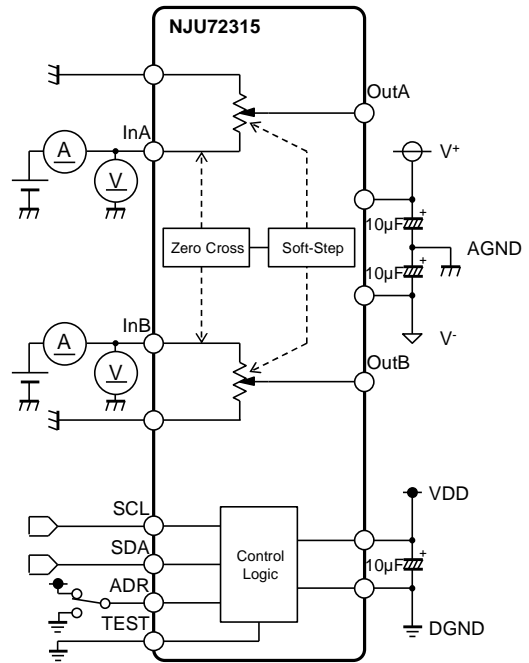 NJU72315
OutA
InA
A
V
V⁺
10µF
+
Zero Cross
Soft-Step
AGND
10µF
+
InB
A
V
V⁻
OutB
SCL
VDD
SDA
Control
Logic
10µF
+
ADR
TEST
DGND